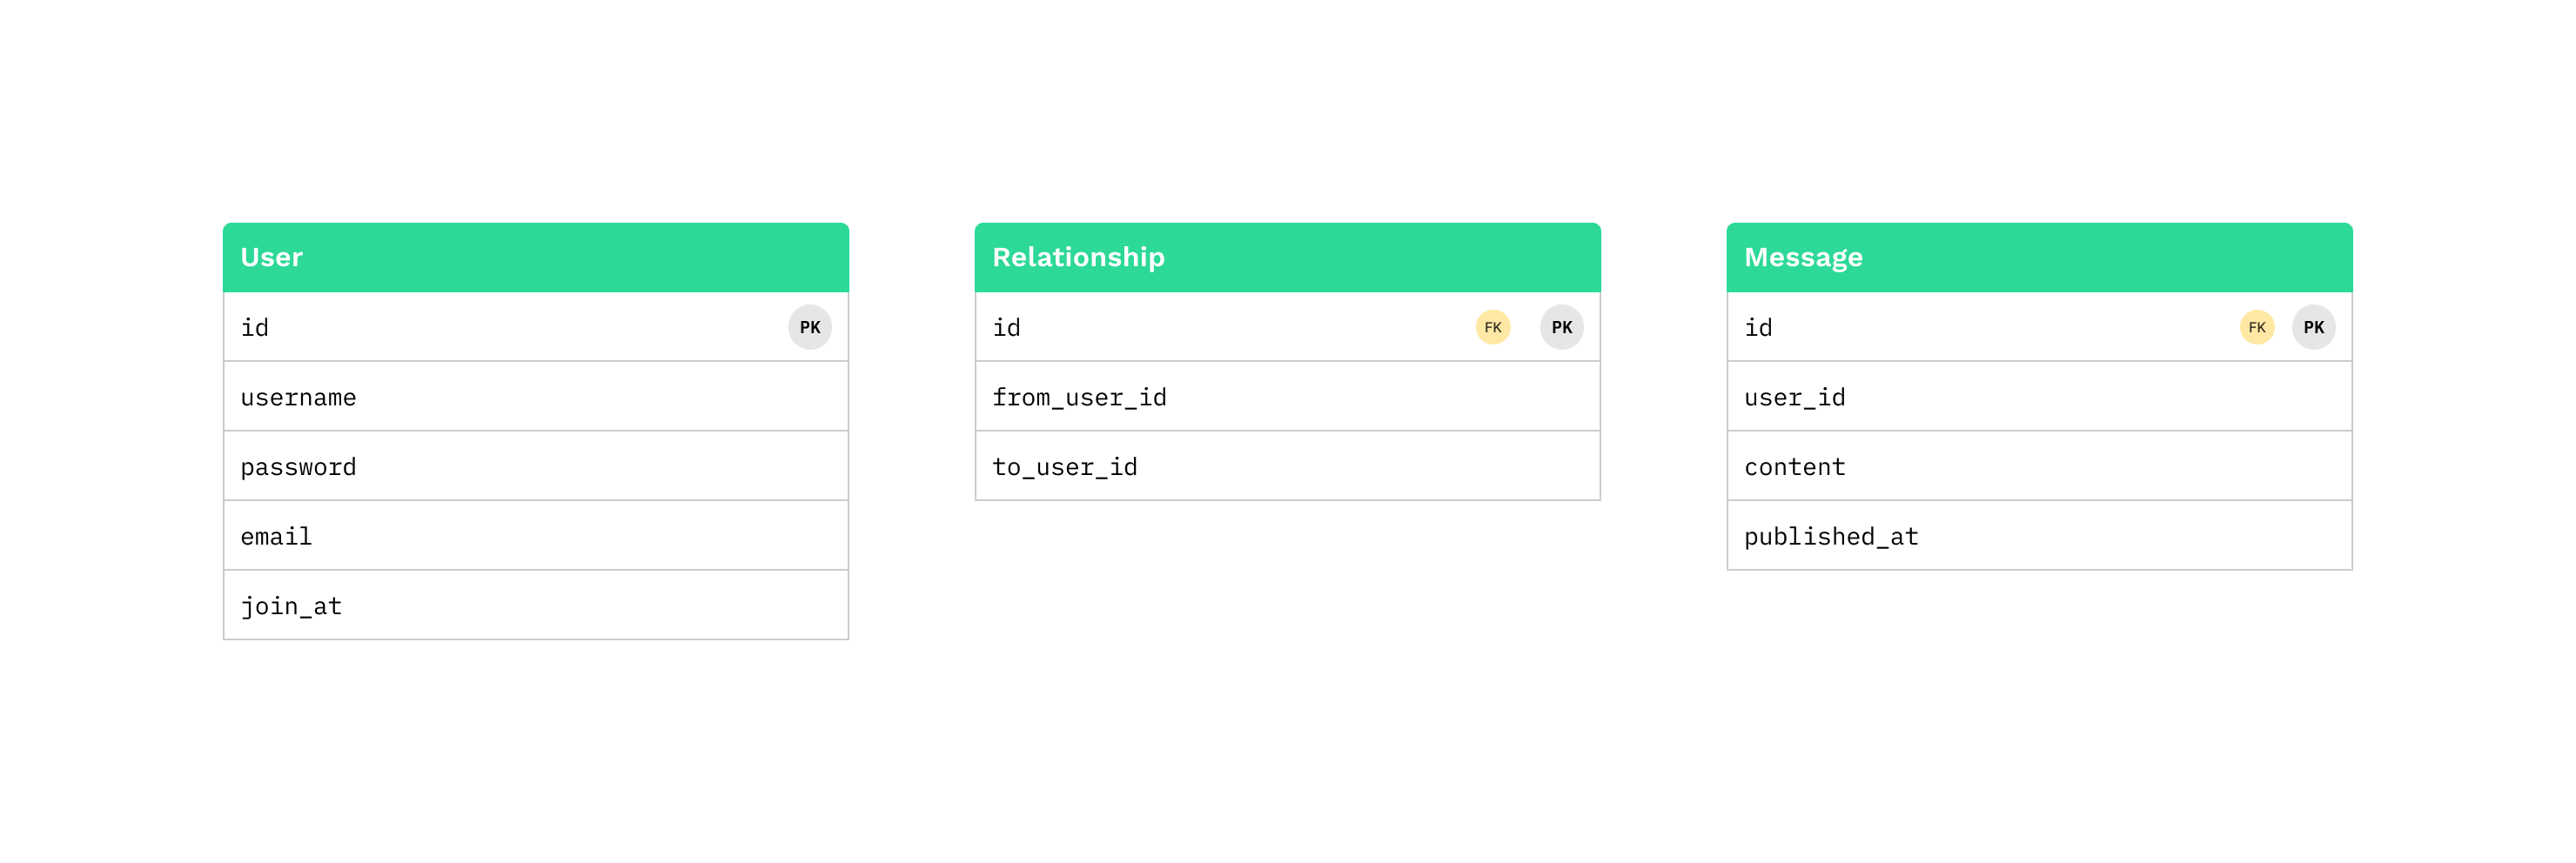 User
id PK
username
password
email
join_at
Relationship
id FK PK
from_user_id
to_user_id
Message
id FK PK
user_id
content
published_at